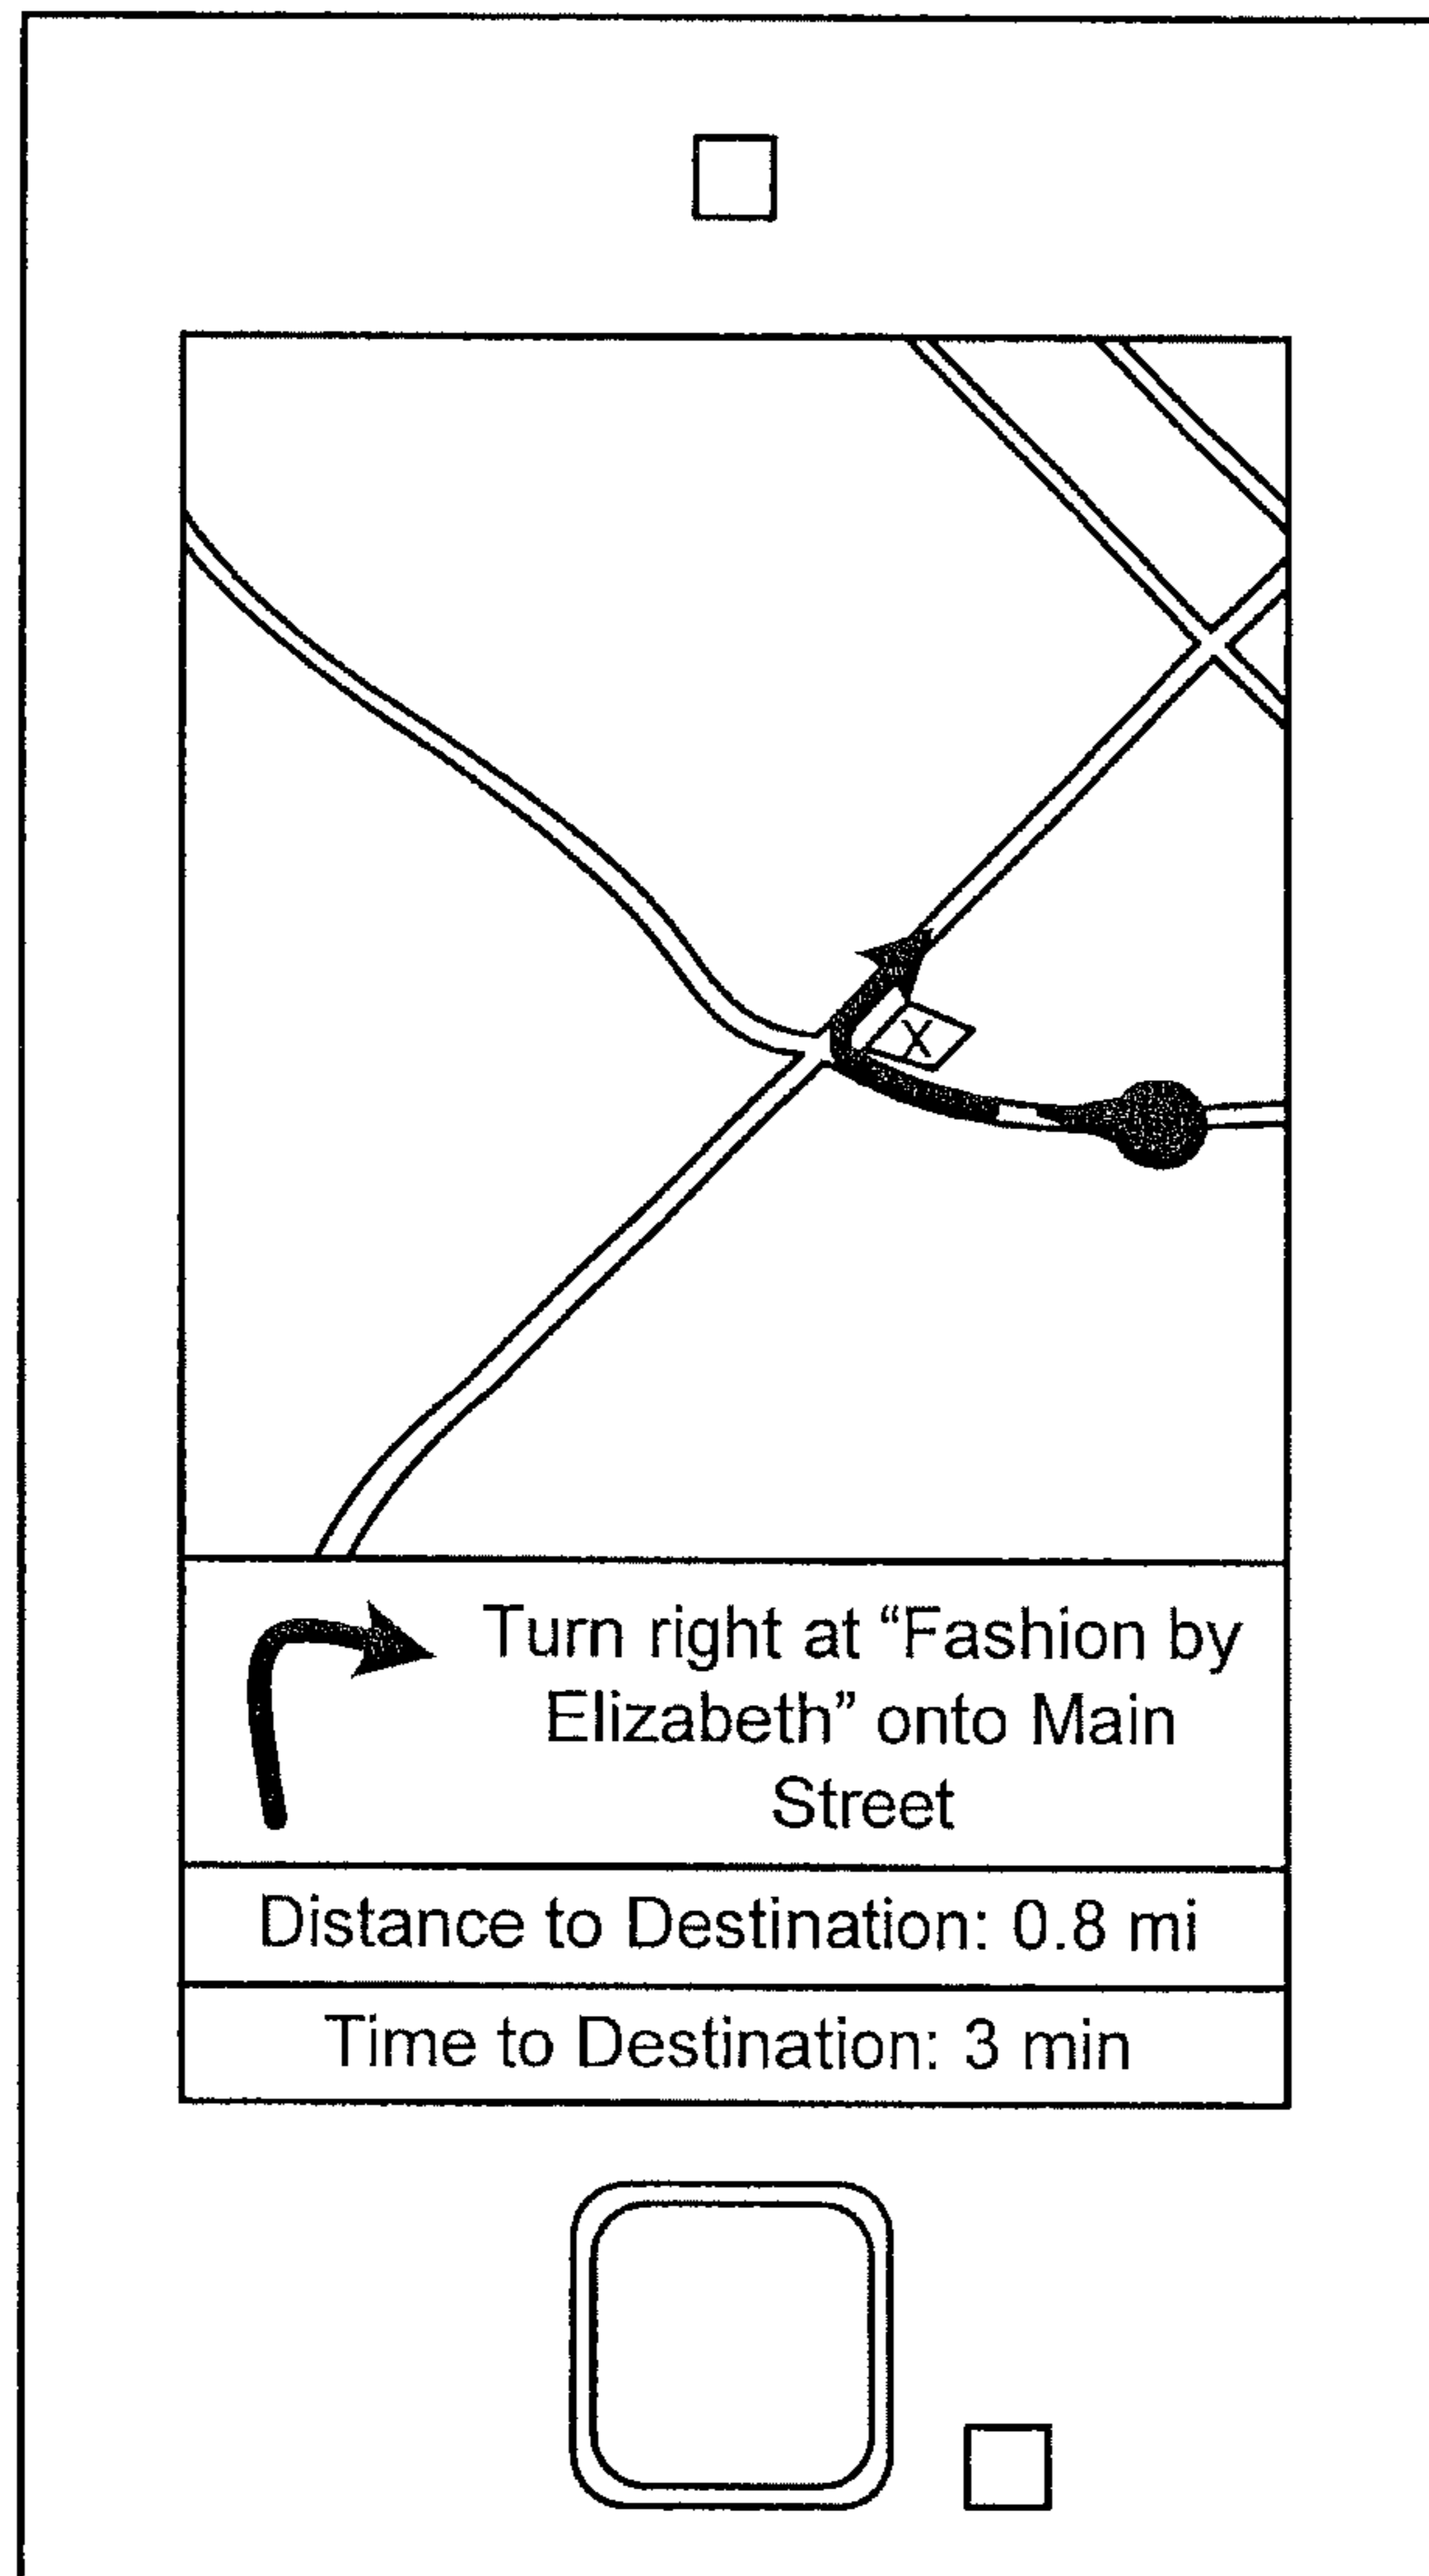 X
Turn right at “Fashion by
Elizabeth” onto Main
Street
Distance to Destination: 0.8 mi
Time to Destination: 3 min